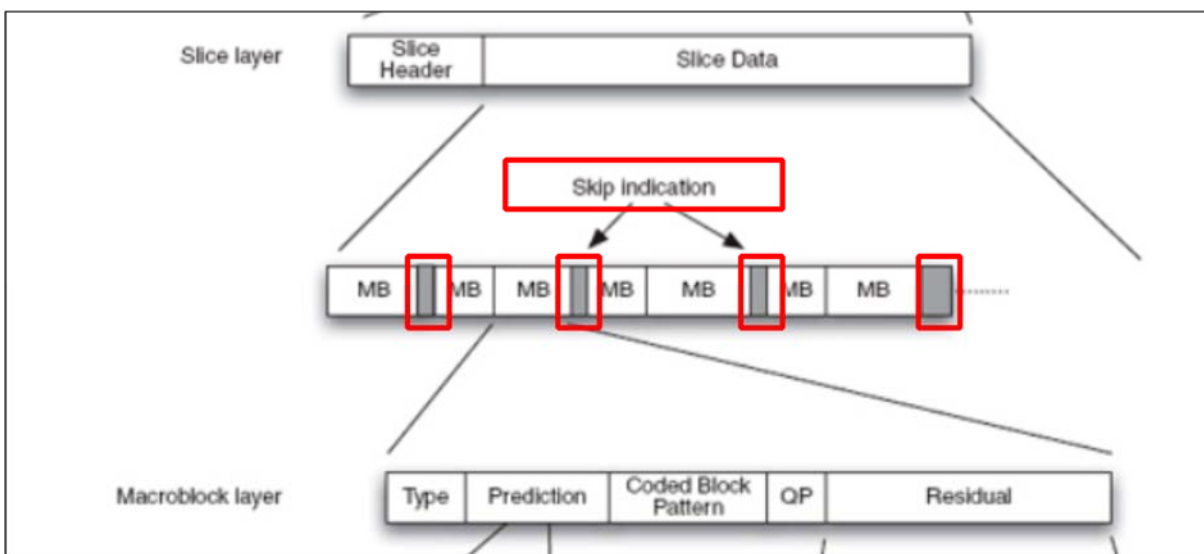 Slice layer
Slice
Header
Slice Data
Skip indication
MB MB MB MB MB MB MB
Macroblock layer
Type
Prediction
Coded Block
Pattern
QP
Residual